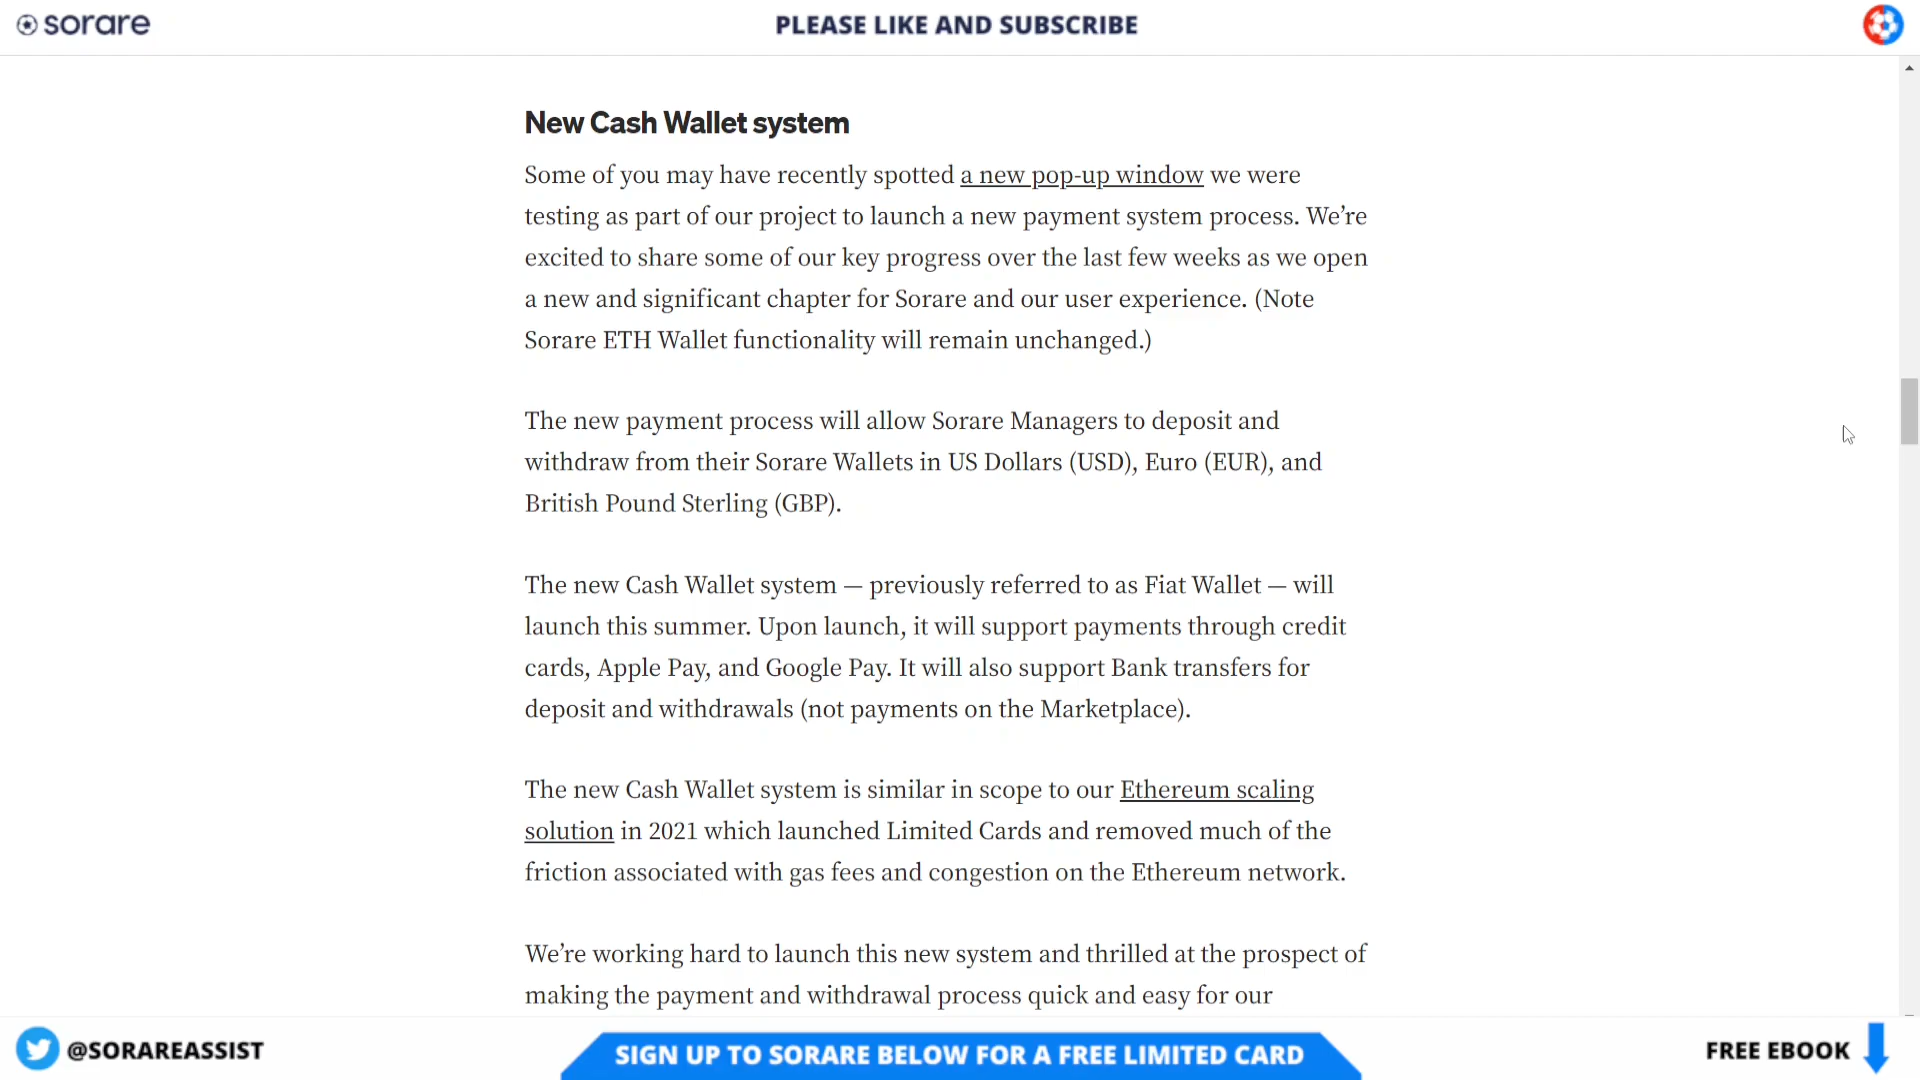 sorare
PLEASE LIKE AND SUBSCRIBE
New Cash Wallet system
Some of you may have recently spotted a new pop-up window we were
testing as part of our project to launch a new payment system process. We’re
excited to share some of our key progress over the last few weeks as we open
a new and significant chapter for Sorare and our user experience. (Note
Sorare ETH Wallet functionality will remain unchanged.)
The new payment process will allow Sorare Managers to deposit and
withdraw from their Sorare Wallets in US Dollars (USD), Euro (EUR), and
British Pound Sterling (GBP).
The new Cash Wallet system — previously referred to as Fiat Wallet — will
launch this summer. Upon launch, it will support payments through credit
cards, Apple Pay, and Google Pay. It will also support Bank transfers for
deposit and withdrawals (not payments on the Marketplace).
The new Cash Wallet system is similar in scope to our Ethereum scaling
solution in 2021 which launched Limited Cards and removed much of the
friction associated with gas fees and congestion on the Ethereum network.
We’re working hard to launch this new system and thrilled at the prospect of
making the payment and withdrawal process quick and easy for our
@SORAREASSIST
SIGN UP TO SORARE BELOW FOR A FREE LIMITED CARD
FREE EBOOK